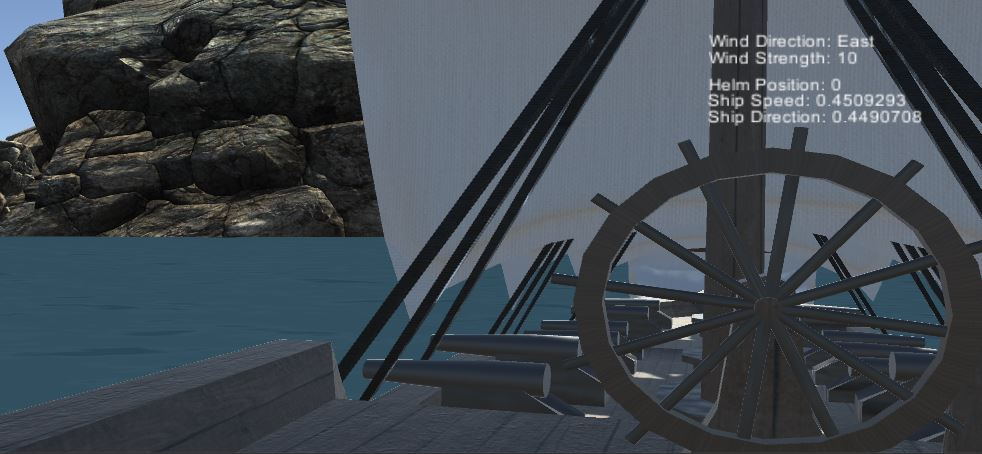 Wind Direction: East
Wind Strength: 10
Helm Position: 0
Ship Speed: 0.4509293
Ship Direction: 0.4490708